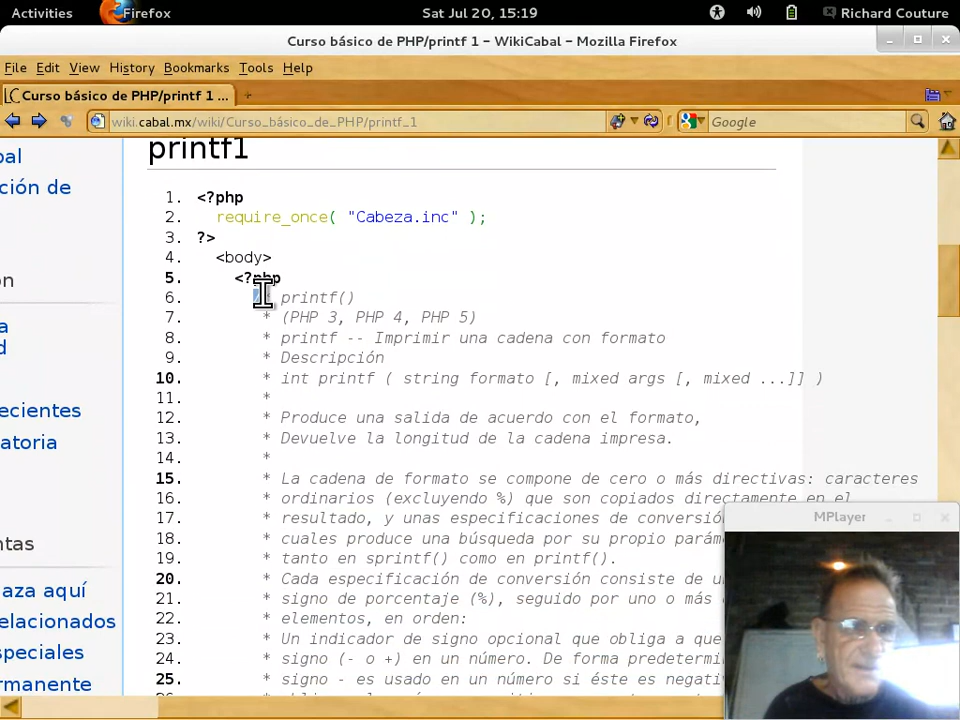 Activities Firefox Sat Jul 20, 15:19 Richard Couture
Curso básico de PHP/printf 1 – WikiCabal – Mozilla Firefox
File Edit View History Bookmarks Tools Help
Curso básico de PHP/printf 1 ...
wiki.cabal.mx/wiki/Curso_básico_de_PHP/printf_1 Google
printf1
1. <?php
2. require_once( "Cabeza.inc" );
3. ?>
4. <body>
5. <?php
6. /* printf()
7. * (PHP 3, PHP 4, PHP 5)
8. * printf -- Imprimir una cadena con formato
9. * Descripción
10. * int printf ( string formato [, mixed args [, mixed ...]] )
11. *
12. * Produce una salida de acuerdo con el formato,
13. * Devuelve la longitud de la cadena impresa.
14. *
15. * La cadena de formato se compone de cero o más directivas: caracteres
16. * ordinarios (excluyendo %) que son copiados directamente en el
17. * resultado, y unas especificaciones de conversió
18. * cuales produce una búsqueda por su propio parám
19. * tanto en sprintf() como en printf().
20. * Cada especificación de conversión consiste de u
21. * signo de porcentaje (%), seguido por uno o más
22. * elementos, en orden:
23. * Un indicador de signo opcional que obliga a que
24. * signo (- o +) en un número. De forma predetermi
25. * signo - es usado en un número si éste es negati
bal
ción de
on
a
d
ecientes
atoria
ntas
aza aquí
elacionados
speciales
rmanente
MPlayer